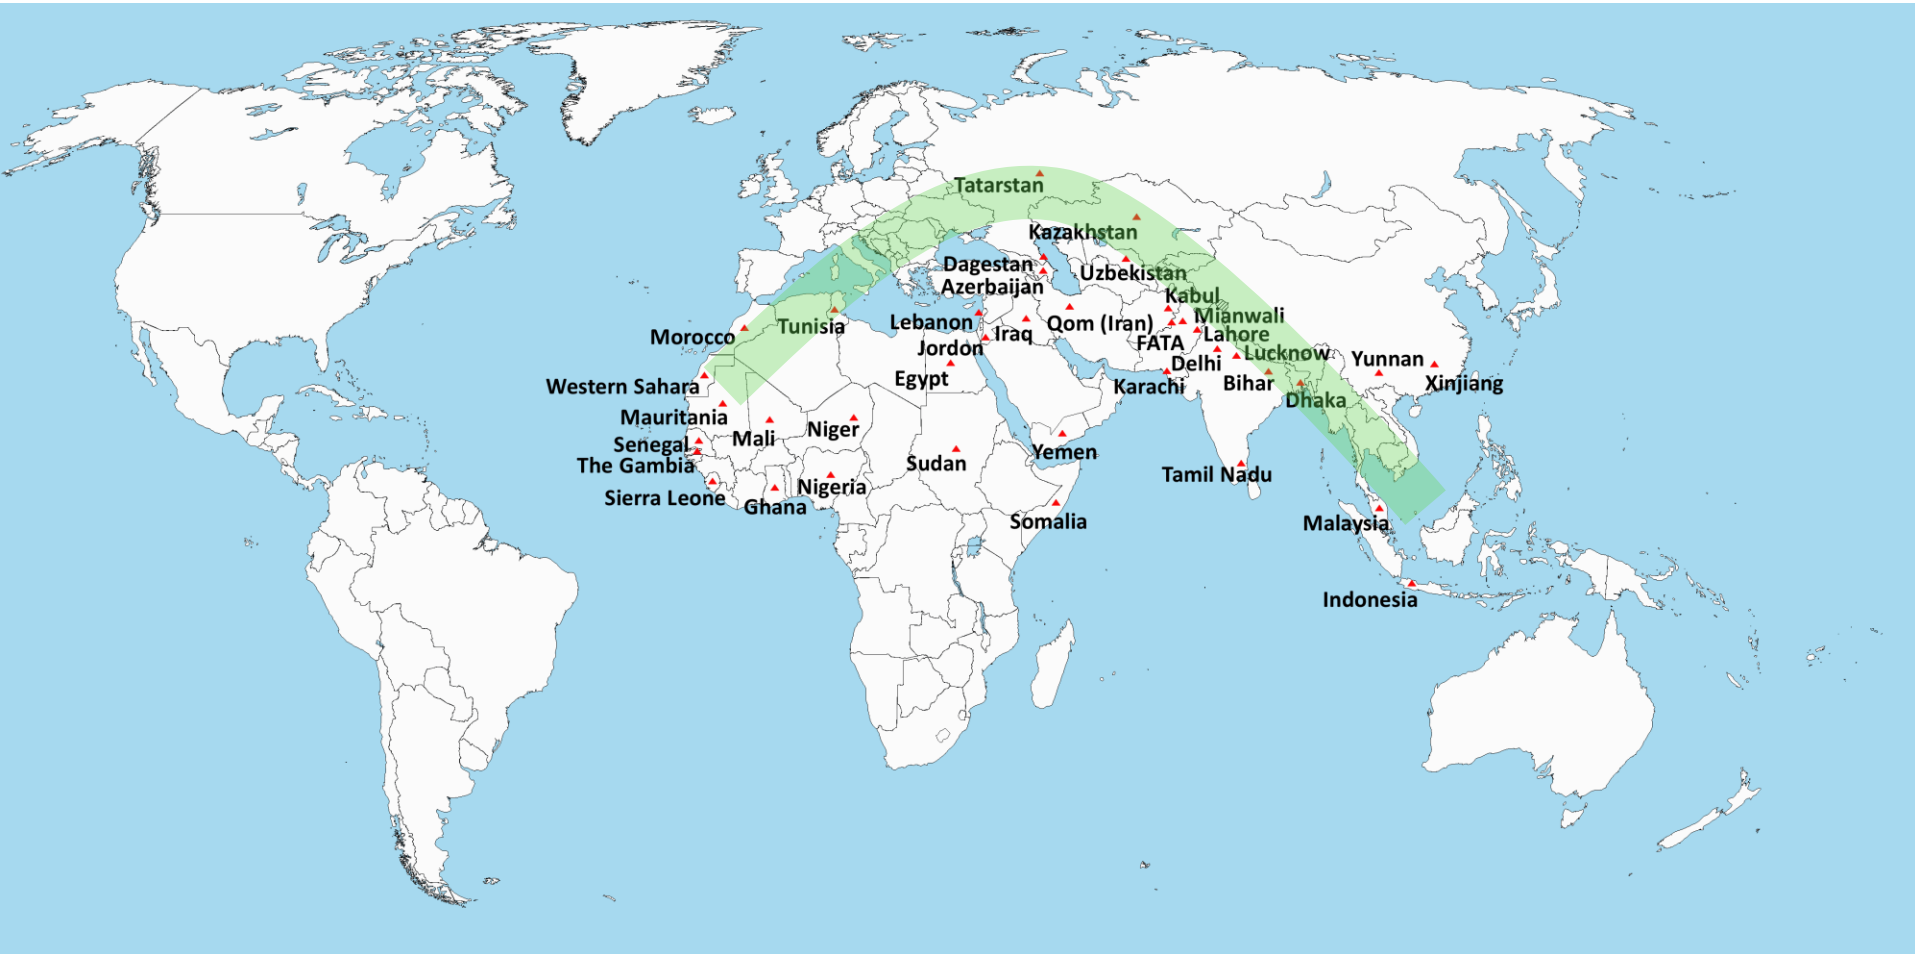 Tatarstan
Kazakhstan
Dagestan
Uzbekistan
Azerbaijan
Kabul
Mianwali
Lebanon
Qom (Iran)
Tunisia
Morocco
Iraq
Lahore
FATA
Jordon
Lucknow
Yunnan
Delhi
Egypt
Bihar
Xinjiang
Western Sahara
Karachi
Dhaka
Mauritania
Niger
Mali
Senegal
Yemen
The Gambia
Sudan
Tamil Nadu
Nigeria
Sierra Leone
Ghana
Somalia
Malaysia
Indonesia